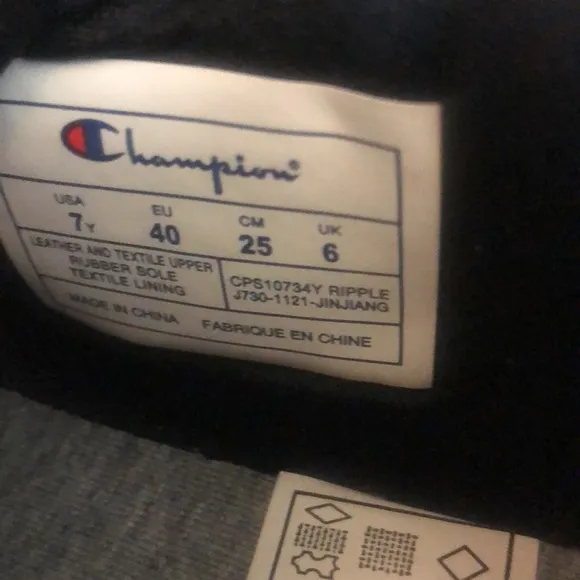 Champion®
USA EU CM UK
7Y 40 25 6
LEATHER AND TEXTILE UPPER
RUBBER SOLE
TEXTILE LINING
CPS10734Y RIPPLE
J730-1121-JINJIANG
MADE IN CHINA FABRIQUE EN CHINE